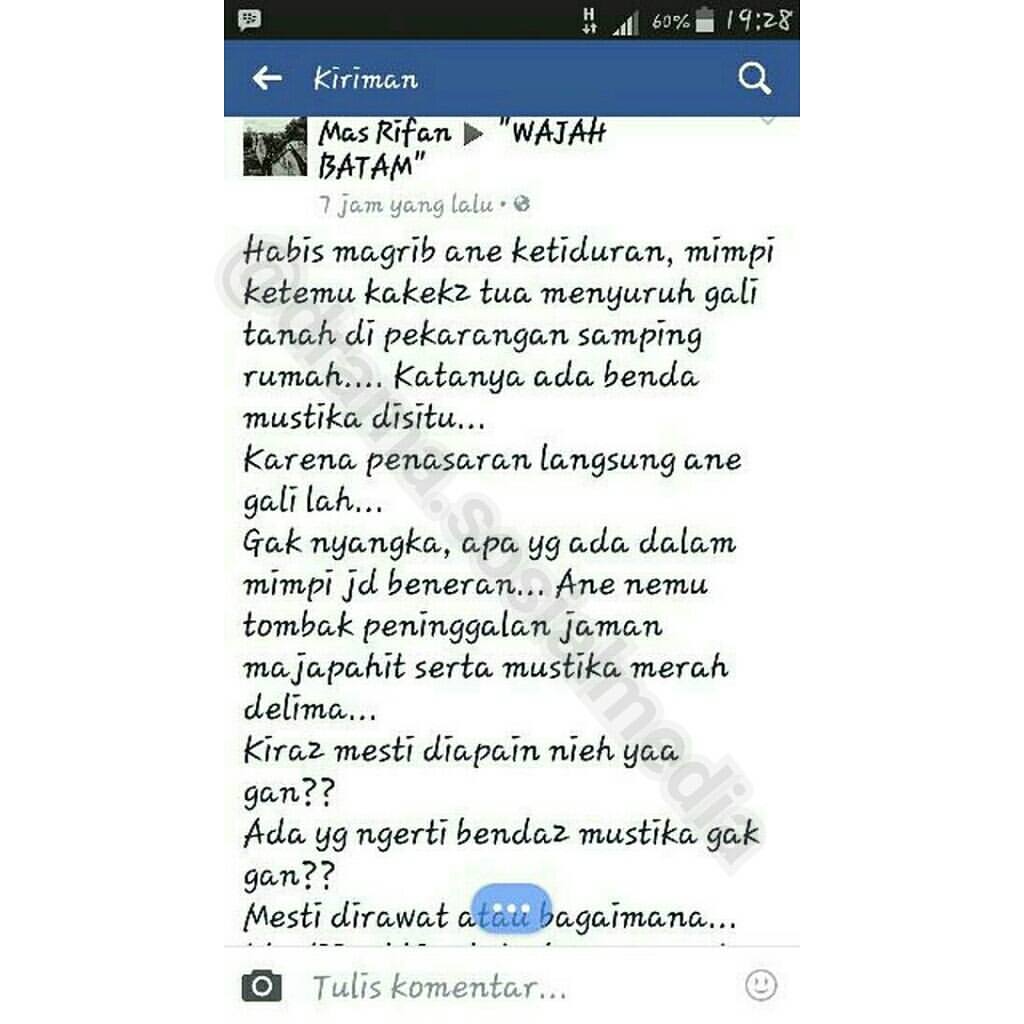 H 60% 19:28
Kiriman
Mas Rifan ▶ "WAJAH
BATAM"
7 jam yang lalu •
Habis magrib ane ketiduran, mimpi
ketemu kakek2 tua menyuruh gali
tanah di pekarangan samping
rumah.... Katanya ada benda
mustika disitu...
Karena penasaran langsung ane
gali lah...
Gak nyangka, apa yg ada dalam
mimpi jd beneran... Ane nemu
tombak peninggalan jaman
majapahit serta mustika merah
delima...
Kira2 mesti diapain nieh yaa
gan??
Ada yg ngerti benda2 mustika gak
gan??
Mesti dirawat atau bagaimana...
Tulis komentar...
@drama.sosialmedia